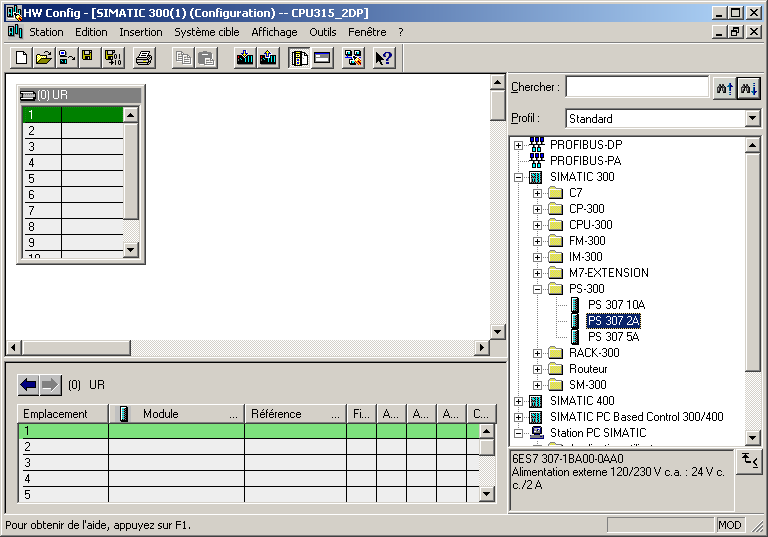 HW Config - [SIMATIC 300(1) (Configuration) -- CPU315_2DP]
Station Edition Insertion Système cible Affichage Outils Fenêtre ?
(0) UR
1
2
3
4
5
6
7
8
9
10
Chercher :
Profil : Standard
PROFIBUS-DP
PROFIBUS-PA
SIMATIC 300
C7
CP-300
CPU-300
FM-300
IM-300
M7-EXTENSION
PS-300
PS 307 10A
PS 307 2A
PS 307 5A
RACK-300
Routeur
SM-300
SIMATIC 400
SIMATIC PC Based Control 300/400
Station PC SIMATIC
(0) UR
Emplacement Module ... Référence ... Fi... A... A... A... C...
1
2
3
4
5
6ES7 307-1BA00-0AA0
Alimentation externe 120/230 V c.a. : 24 V c.
c./2 A
Pour obtenir de l'aide, appuyez sur F1.
MOD